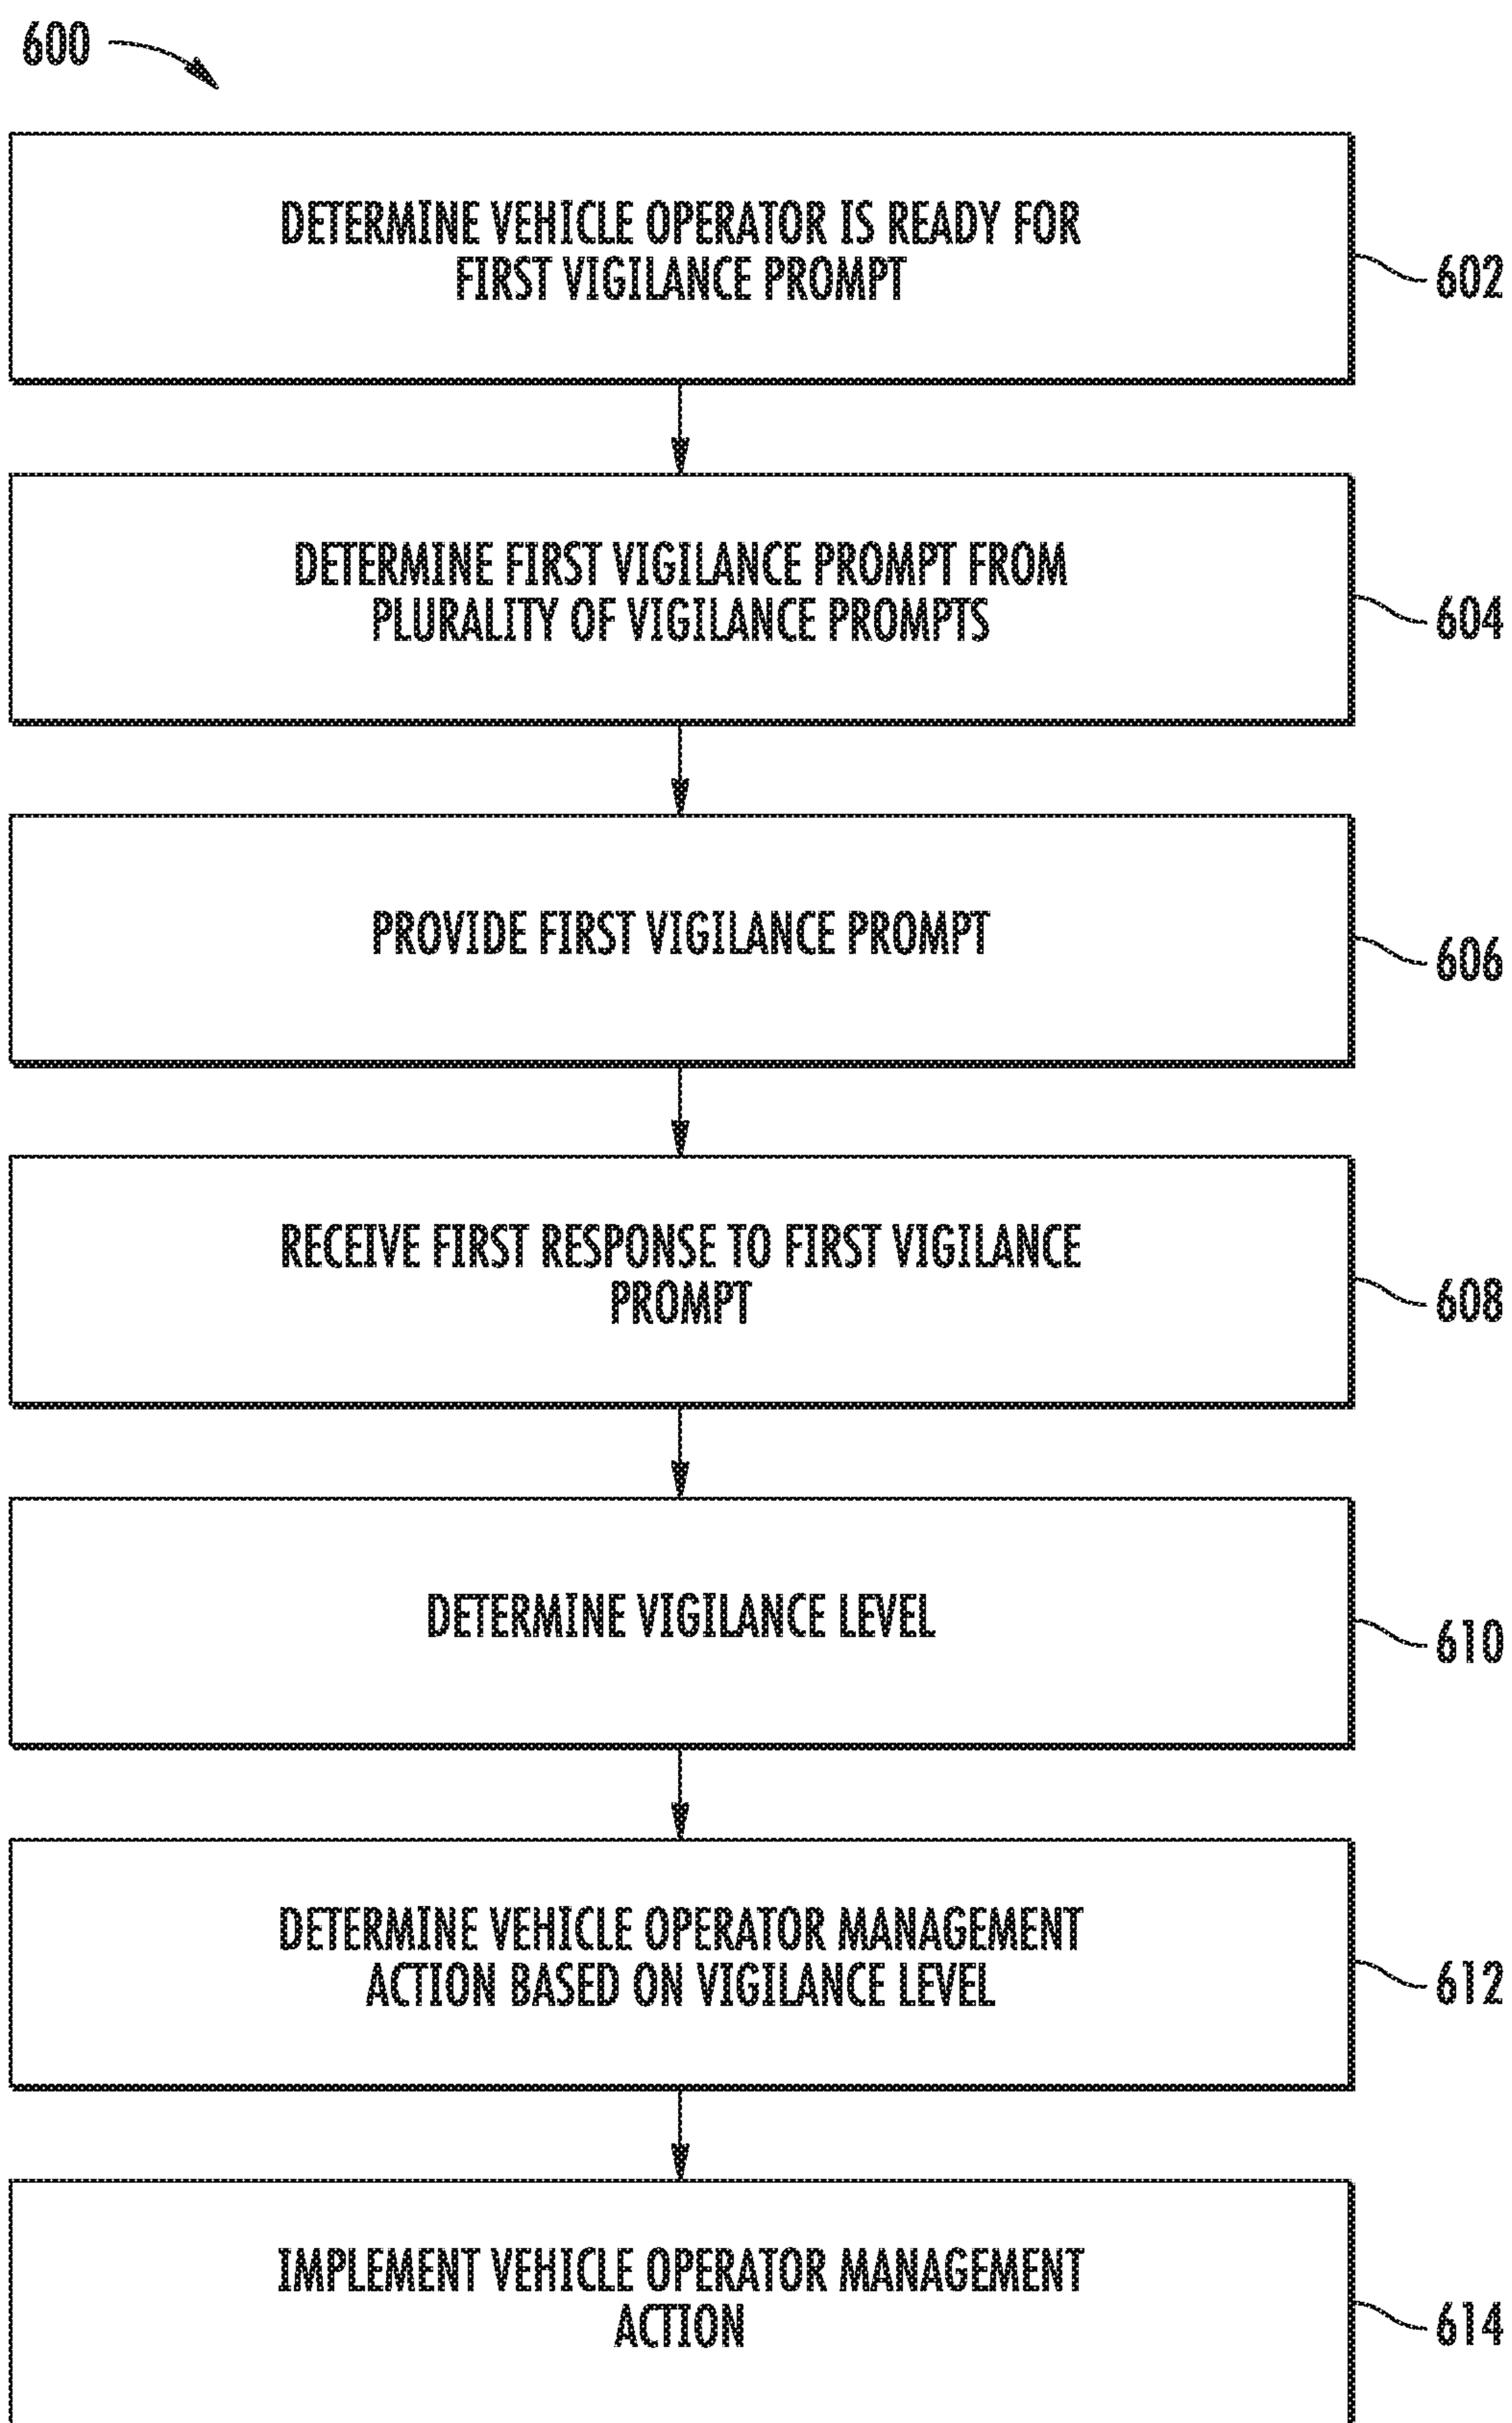 600
DETERMINE VEHICLE OPERATOR IS READY FOR
FIRST VIGILANCE PROMPT
602
DETERMINE FIRST VIGILANCE PROMPT FROM
PLURALITY OF VIGILANCE PROMPTS
604
PROVIDE FIRST VIGILANCE PROMPT
606
RECEIVE FIRST RESPONSE TO FIRST VIGILANCE
PROMPT
608
DETERMINE VIGILANCE LEVEL
610
DETERMINE VEHICLE OPERATOR MANAGEMENT
ACTION BASED ON VIGILANCE LEVEL
612
IMPLEMENT VEHICLE OPERATOR MANAGEMENT
ACTION
614